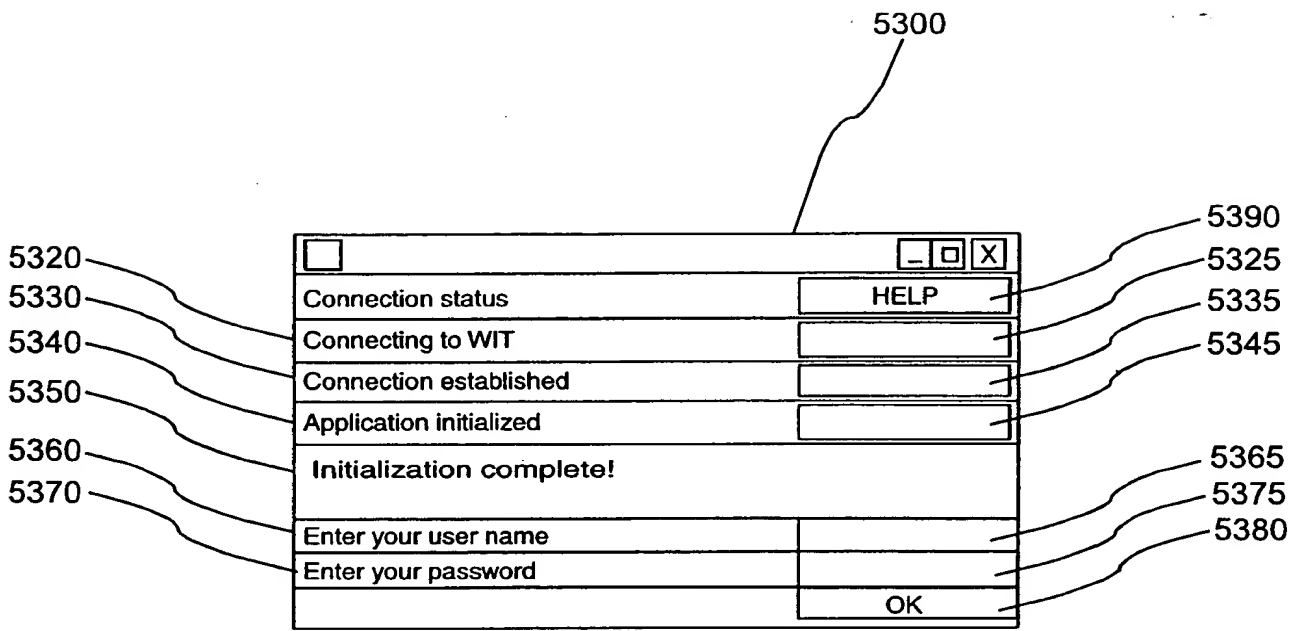 5300
5390
5320
5325
5330
5335
5340
5345
5350
5360
5365
5370
5375
5380
_ □ X
Connection status HELP
Connecting to WIT
Connection established
Application initialized
Initialization complete!
Enter your user name
Enter your password
OK